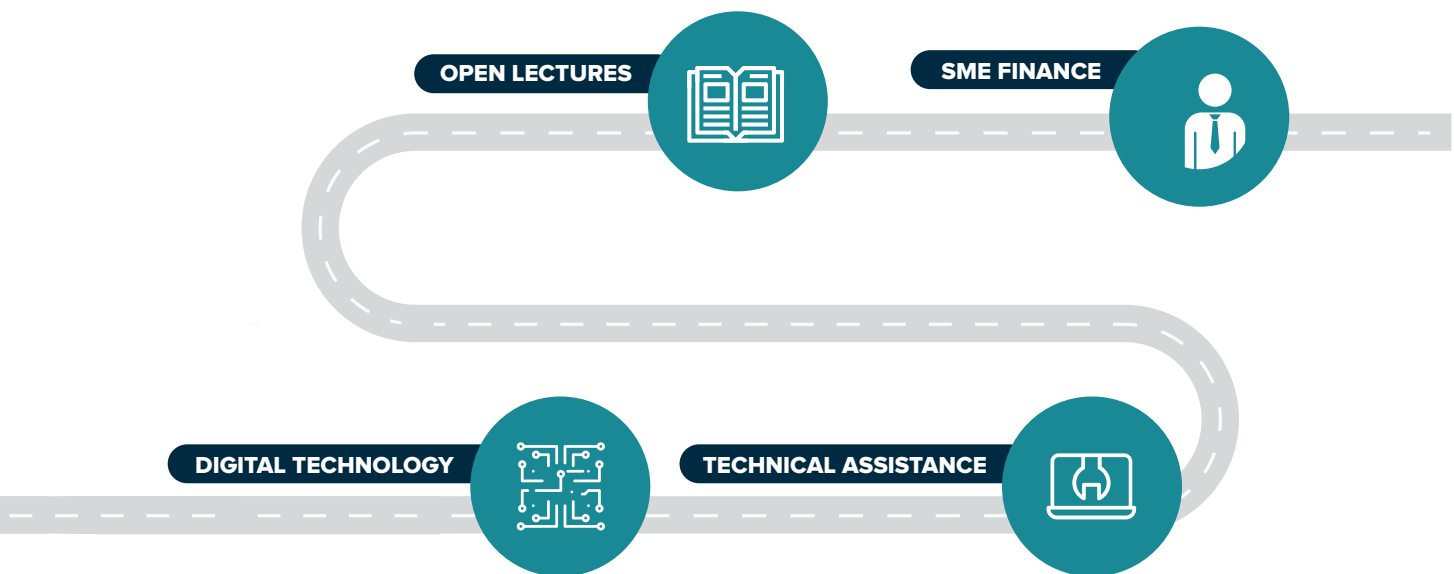 OPEN LECTURES
SME FINANCE
DIGITAL TECHNOLOGY
TECHNICAL ASSISTANCE